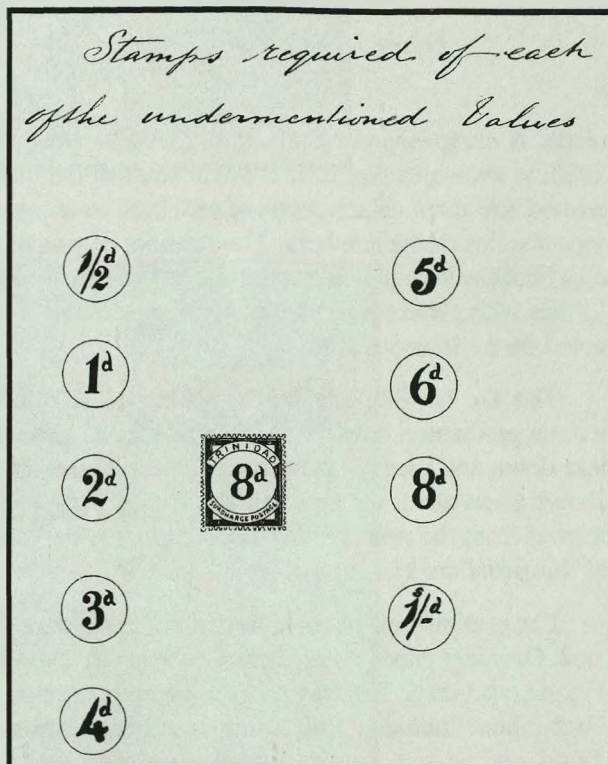 Stamps required of each
of the undermentioned Values
1/2d
1d
2d
3d
4d
TRINIDAD
8d
SURCHARGE POSTAGE
5d
6d
8d
1s/-d